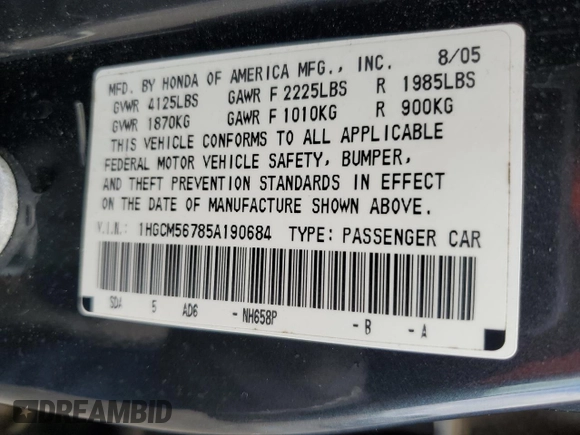 MFD. BY HONDA OF AMERICA MFG., INC. 8/05
GVWR 4125LBS GAWR F 2225LBS R 1985LBS
GVWR 1870KG GAWR F 1010KG R 900KG
THIS VEHICLE CONFORMS TO ALL APPLICABLE
FEDERAL MOTOR VEHICLE SAFETY, BUMPER,
AND THEFT PREVENTION STANDARDS IN EFFECT
ON THE DATE OF MANUFACTURE SHOWN ABOVE.
V.I.N.: 1HGCM56785A190684 TYPE: PASSENGER CAR
SDA 5 AD6 -NH658P -B -A
DREAMBID